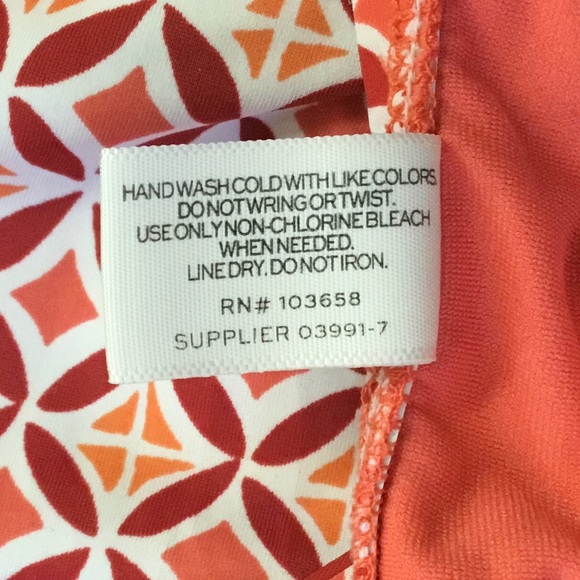 HAND WASH COLD WITH LIKE COLORS.
DO NOT WRING OR TWIST.
USE ONLY NON-CHLORINE BLEACH
WHEN NEEDED.
LINE DRY. DO NOT IRON.
RN# 103658
SUPPLIER 03991-7